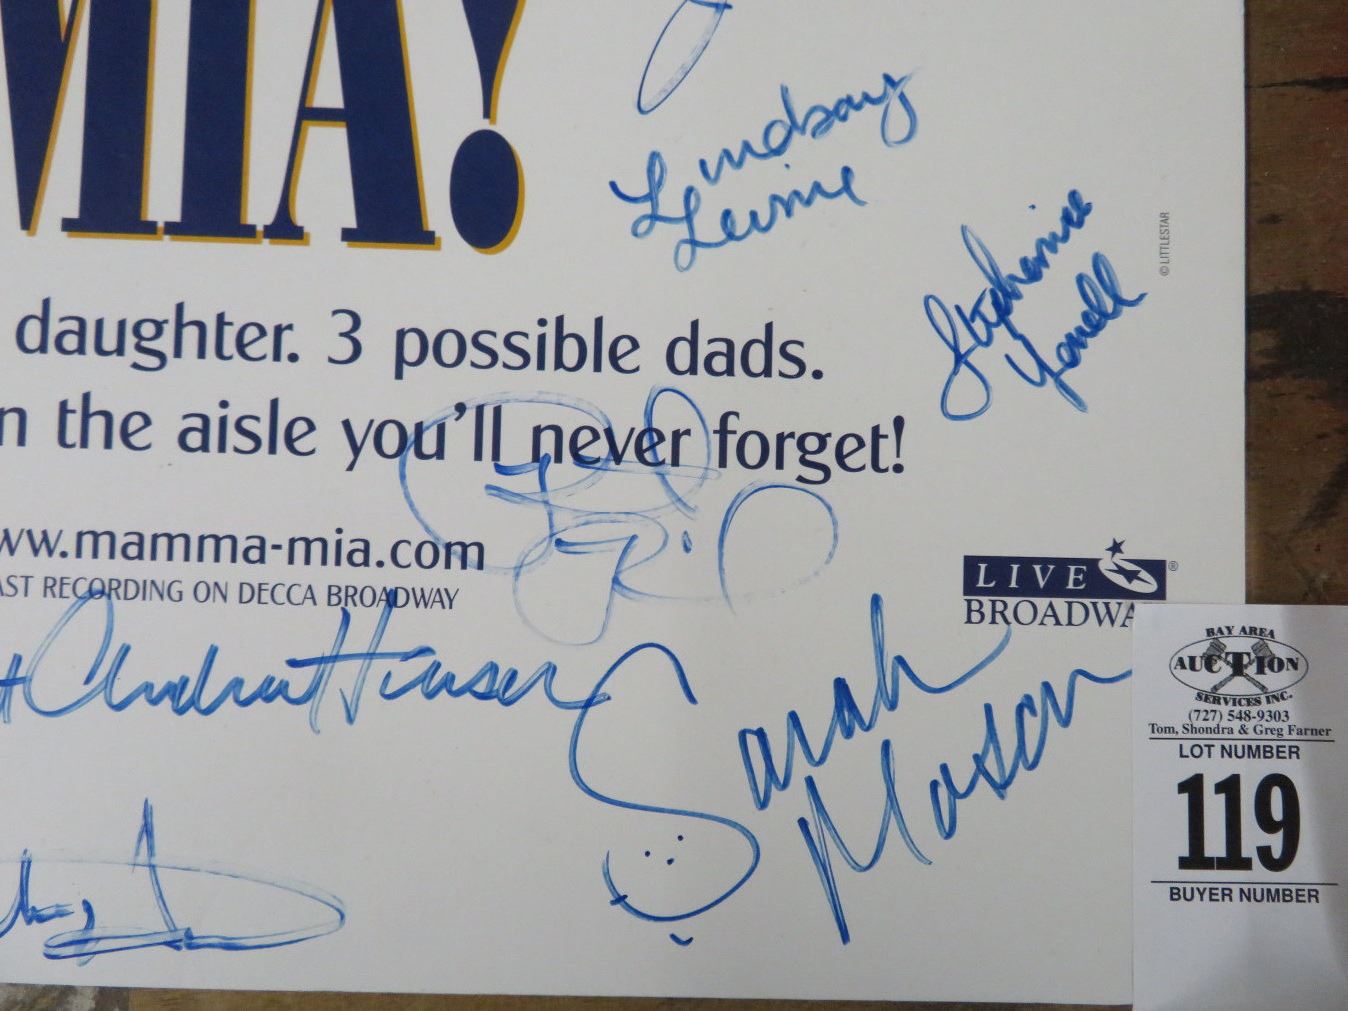 MIA!
Lindsay
Levine
Stephanie
© LITTLESTAR
daughter. 3 possible dads.
n the aisle you'll never forget!
ww.mamma-mia.com
AST RECORDING ON DECCA BROADWAY
LIVE ®
BROADWA
Sarah
Mason
BAY AREA
AUCTION
SERVICES INC.
(727) 548-9303
Tom, Shondra & Greg Farner
LOT NUMBER
119
BUYER NUMBER